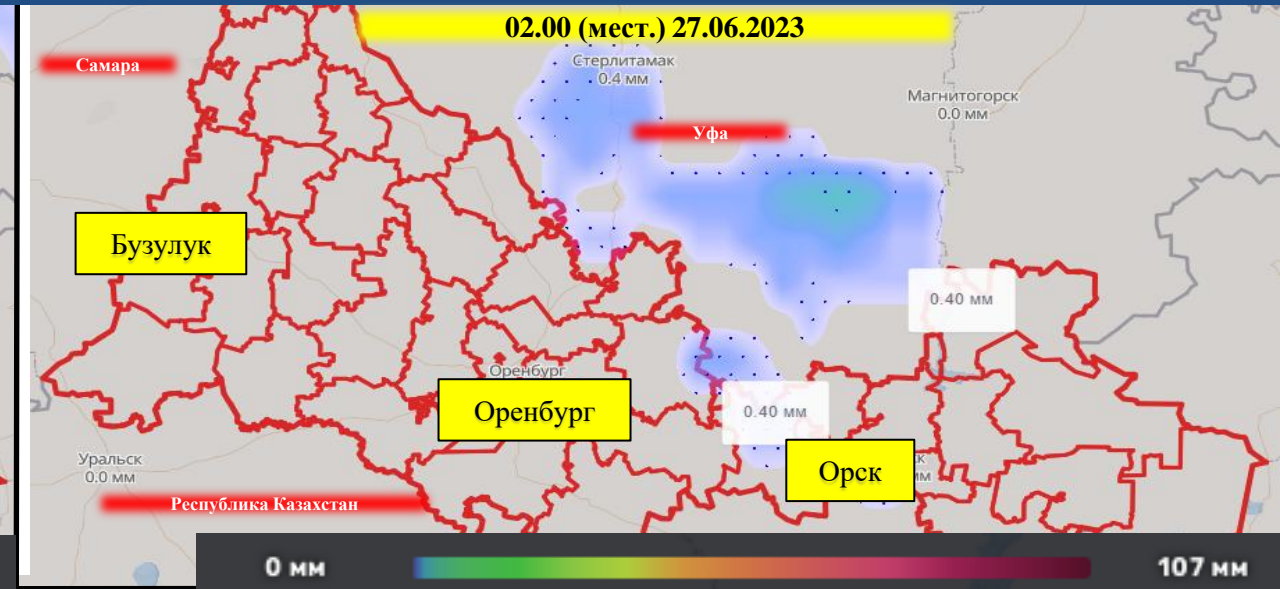 02.00 (мест.) 27.06.2023
Самара
Стерлитамак
0.4 мм
Магнитогорск
0.0 мм
Уфа
Бузулук
0.40 мм
Оренбург
Оренбург
0.40 мм
Орск
Уральск
0.0 мм
Республика Казахстан
0 мм
107 мм